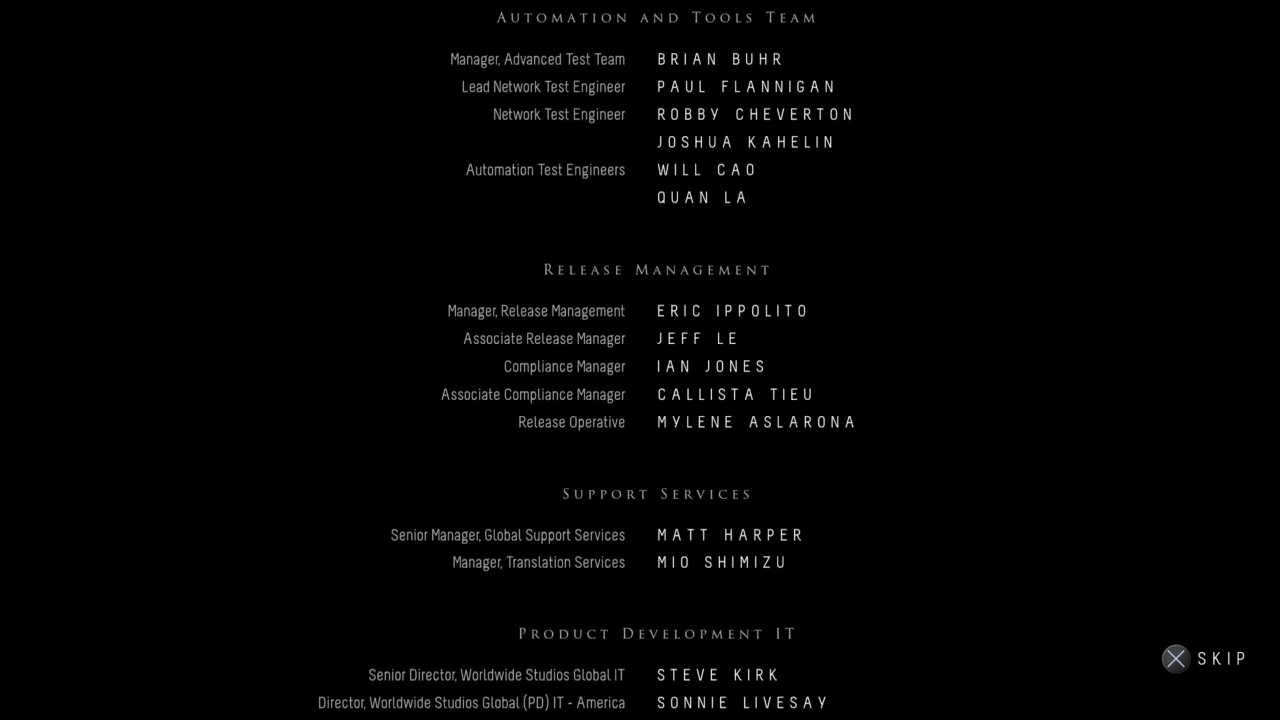 AUTOMATION AND TOOLS TEAM
Manager, Advanced Test Team BRIAN BUHR
Lead Network Test Engineer PAUL FLANNIGAN
Network Test Engineer ROBBY CHEVERTON
JOSHUA KAHELIN
Automation Test Engineers WILL CAO
QUAN LA
RELEASE MANAGEMENT
Manager, Release Management ERIC IPPOLITO
Associate Release Manager JEFF LE
Compliance Manager IAN JONES
Associate Compliance Manager CALLISTA TIEU
Release Operative MYLENE ASLARONA
SUPPORT SERVICES
Senior Manager, Global Support Services MATT HARPER
Manager, Translation Services MIO SHIMIZU
PRODUCT DEVELOPMENT IT
SKIP
Senior Director, Worldwide Studios Global IT STEVE KIRK
Director, Worldwide Studios Global (PD) IT - America SONNIE LIVESAY